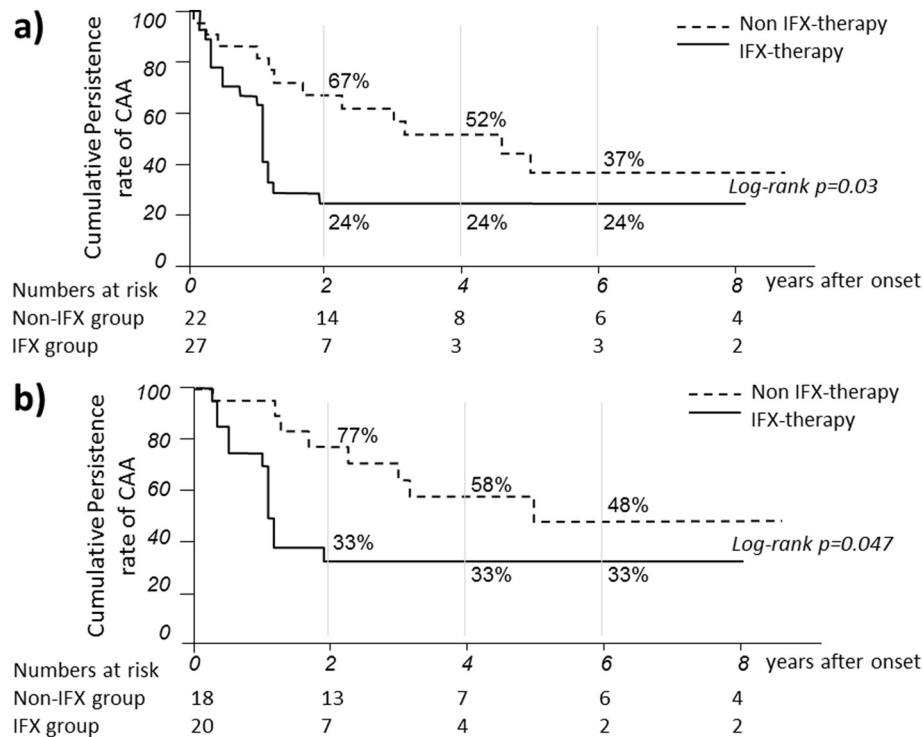 a)
Cumulative Persistence
rate of CAA
100
80
60
40
20
0
Non IFX-therapy
IFX-therapy
67%
52%
37%
Log-rank p=0.03
24%
24%
24%
0 2 4 6 8 years after onset
Numbers at risk
Non-IFX group 22 14 8 6 4
IFX group 27 7 3 3 2
b)
Cumulative Persistence
rate of CAA
100
80
60
40
20
0
Non IFX-therapy
IFX-therapy
77%
58%
48%
Log-rank p=0.047
33%
33%
33%
0 2 4 6 8 years after onset
Numbers at risk
Non-IFX group 18 13 7 6 4
IFX group 20 7 4 2 2